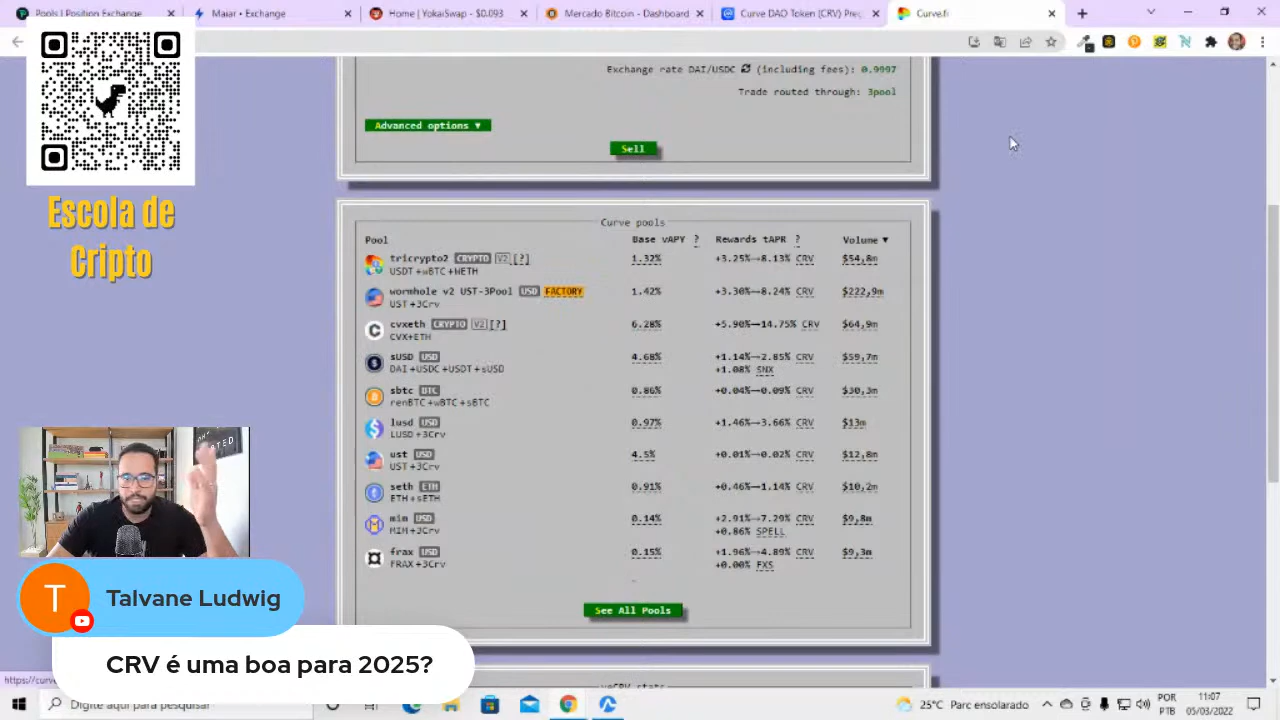 Pools | Position Exchange
Maiar - Exchange
Home | YokaiSwap - $0.093
Mercado Bitcoin - Dashboard
Curve DAO Token (CRV) Preç
Curve.fi
Exchange rate DAI/USDC (including fees): 0.9997
Trade routed through: 3pool
Advanced options ▼
Sell
Escola de
Cripto
Curve pools
Pool Base vAPY ? Rewards tAPR ? Volume ▼
tricrypto2 CRYPTO V2 [?] 1.32% +3.25%→8.13% CRV $54,8m
USDT+wBTC+WETH
wormhole v2 UST-3Pool USD FACTORY 1.42% +3.30%→8.24% CRV $222,9m
UST+3Crv
cvxeth CRYPTO V2 [?] 6.28% +5.90%→14.75% CRV $64,9m
CVX+ETH
sUSD USD 4.68% +1.14%→2.85% CRV $59,7m
DAI+USDC+USDT+sUSD +1.08% SNX
sbtc BTC 0.86% +0.04%→0.09% CRV $30,3m
renBTC+wBTC+sBTC
lusd USD 0.97% +1.46%→3.66% CRV $13m
LUSD+3Crv
ust USD 4.5% +0.01%→0.02% CRV $12,8m
UST+3Crv
seth ETH 0.91% +0.46%→1.14% CRV $10,2m
ETH+sETH
mim USD 0.14% +2.91%→7.29% CRV $9,8m
MIM+3Crv +0.86% SPELL
frax USD 0.15% +1.96%→4.89% CRV $9,3m
FRAX+3Crv +0.00% FXS
See All Pools
T Talvane Ludwig
CRV é uma boa para 2025?
https://curve
veCRV stats
Digite aqui para pesquisar
25°C Parc ensolarado
POR
PTB
11:07
05/03/2022